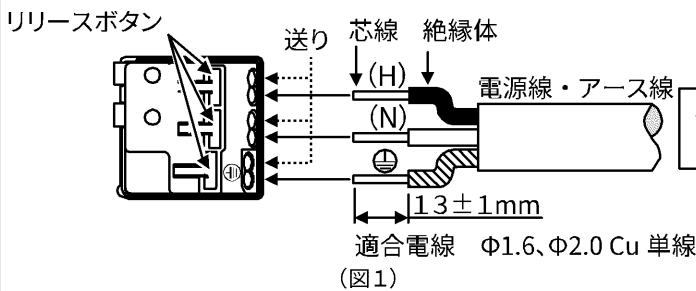 リリースボタン
送り
芯線
絶縁体
(H)
電源線・アース線
(N)
13±1mm
適合電線 Φ1.6、Φ2.0 Cu 単線
(図1)